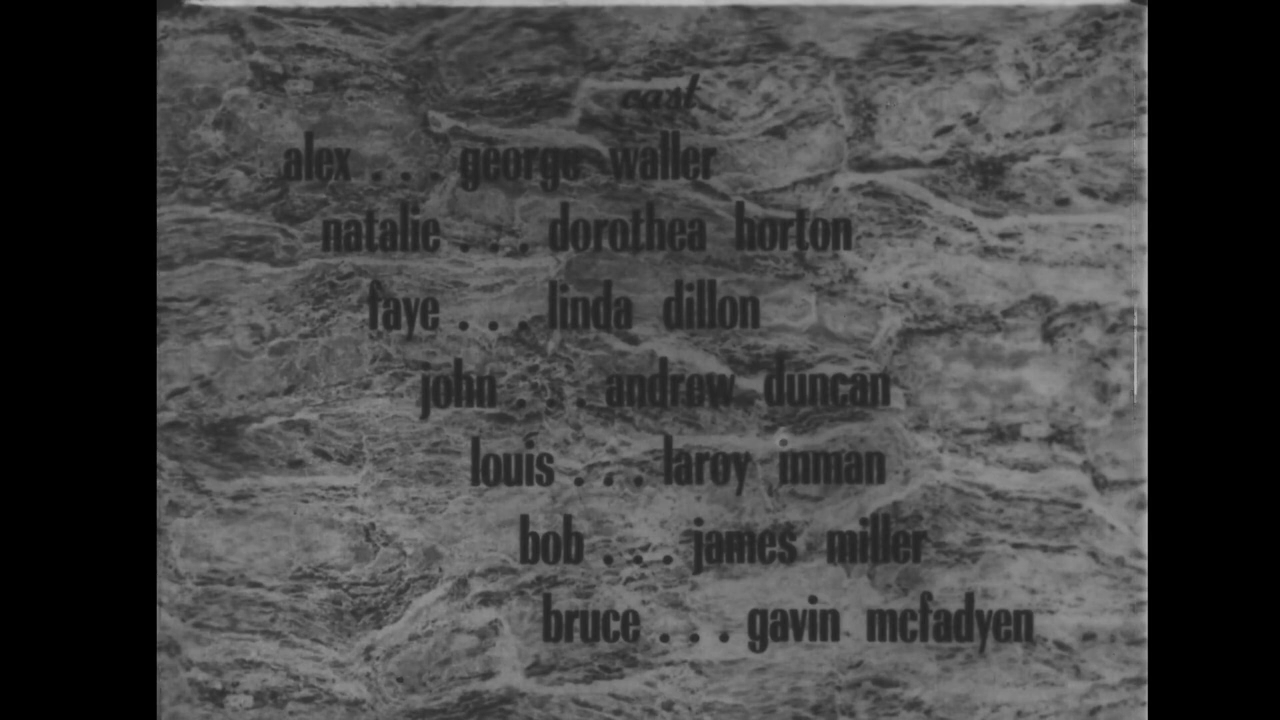 cast
alex . . . george waller
natalie . . . dorothea horton
faye . . . linda dillon
john . . . andrew duncan
louis . . . laroy inman
bob . . . james miller
bruce . . . gavin mcfadyen